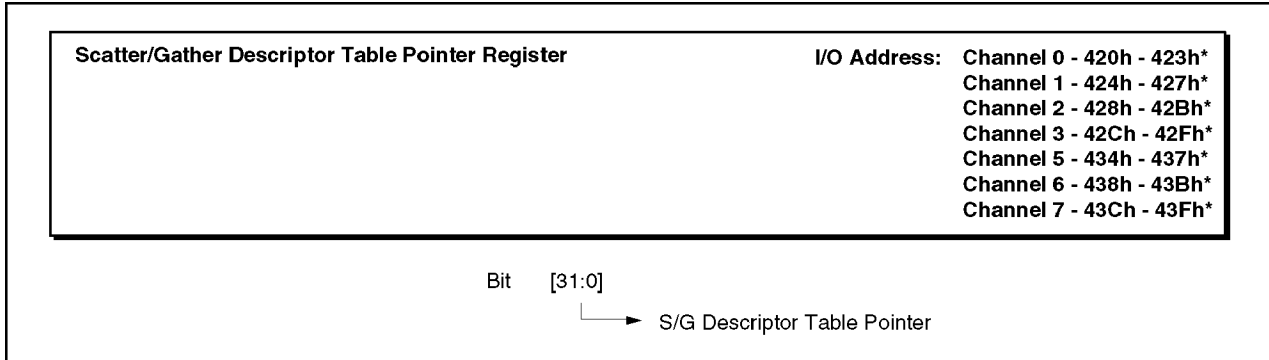 Scatter/Gather Descriptor Table Pointer Register I/O Address: Channel 0 - 420h - 423h*
Channel 1 - 424h - 427h*
Channel 2 - 428h - 42Bh*
Channel 3 - 42Ch - 42Fh*
Channel 5 - 434h - 437h*
Channel 6 - 438h - 43Bh*
Channel 7 - 43Ch - 43Fh*
Bit [31:0]
S/G Descriptor Table Pointer